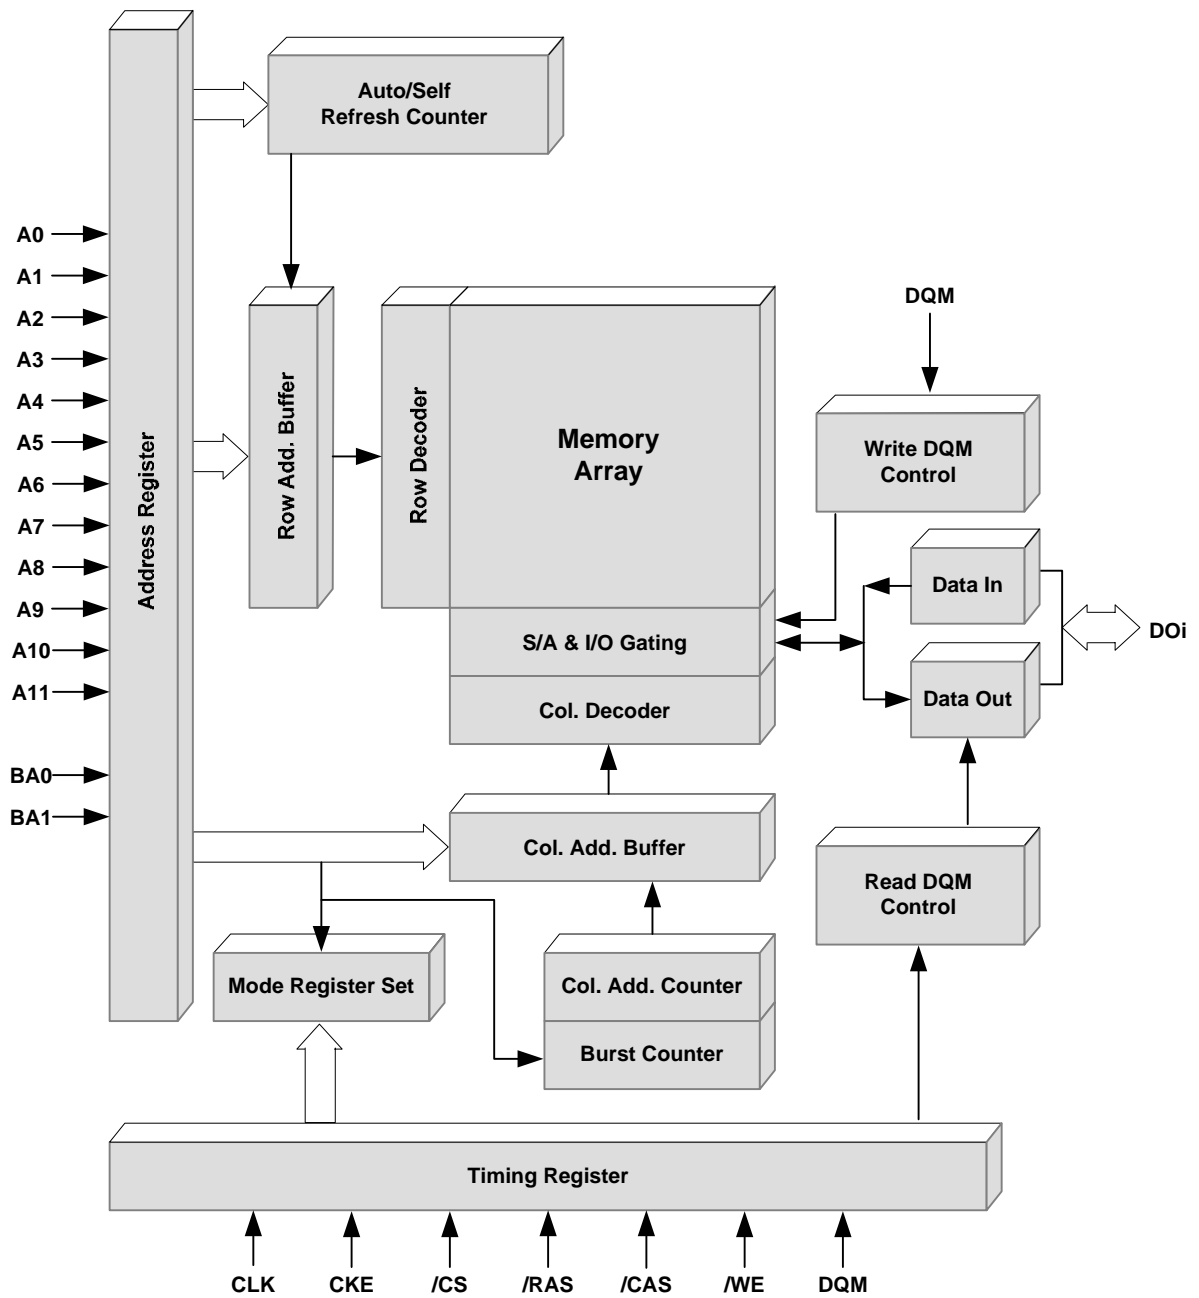 Auto/Self
Refresh Counter
A0
A1
A2
A3
A4
A5
A6
A7
A8
A9
A10
A11
BA0
BA1
Address Register
Row Add. Buffer
Row Decoder
Memory
Array
S/A & I/O Gating
Col. Decoder
DQM
Write DQM
Control
Data In
Data Out
DOi
Col. Add. Buffer
Read DQM
Control
Mode Register Set
Col. Add. Counter
Burst Counter
Timing Register
CLK
CKE
/CS
/RAS
/CAS
/WE
DQM